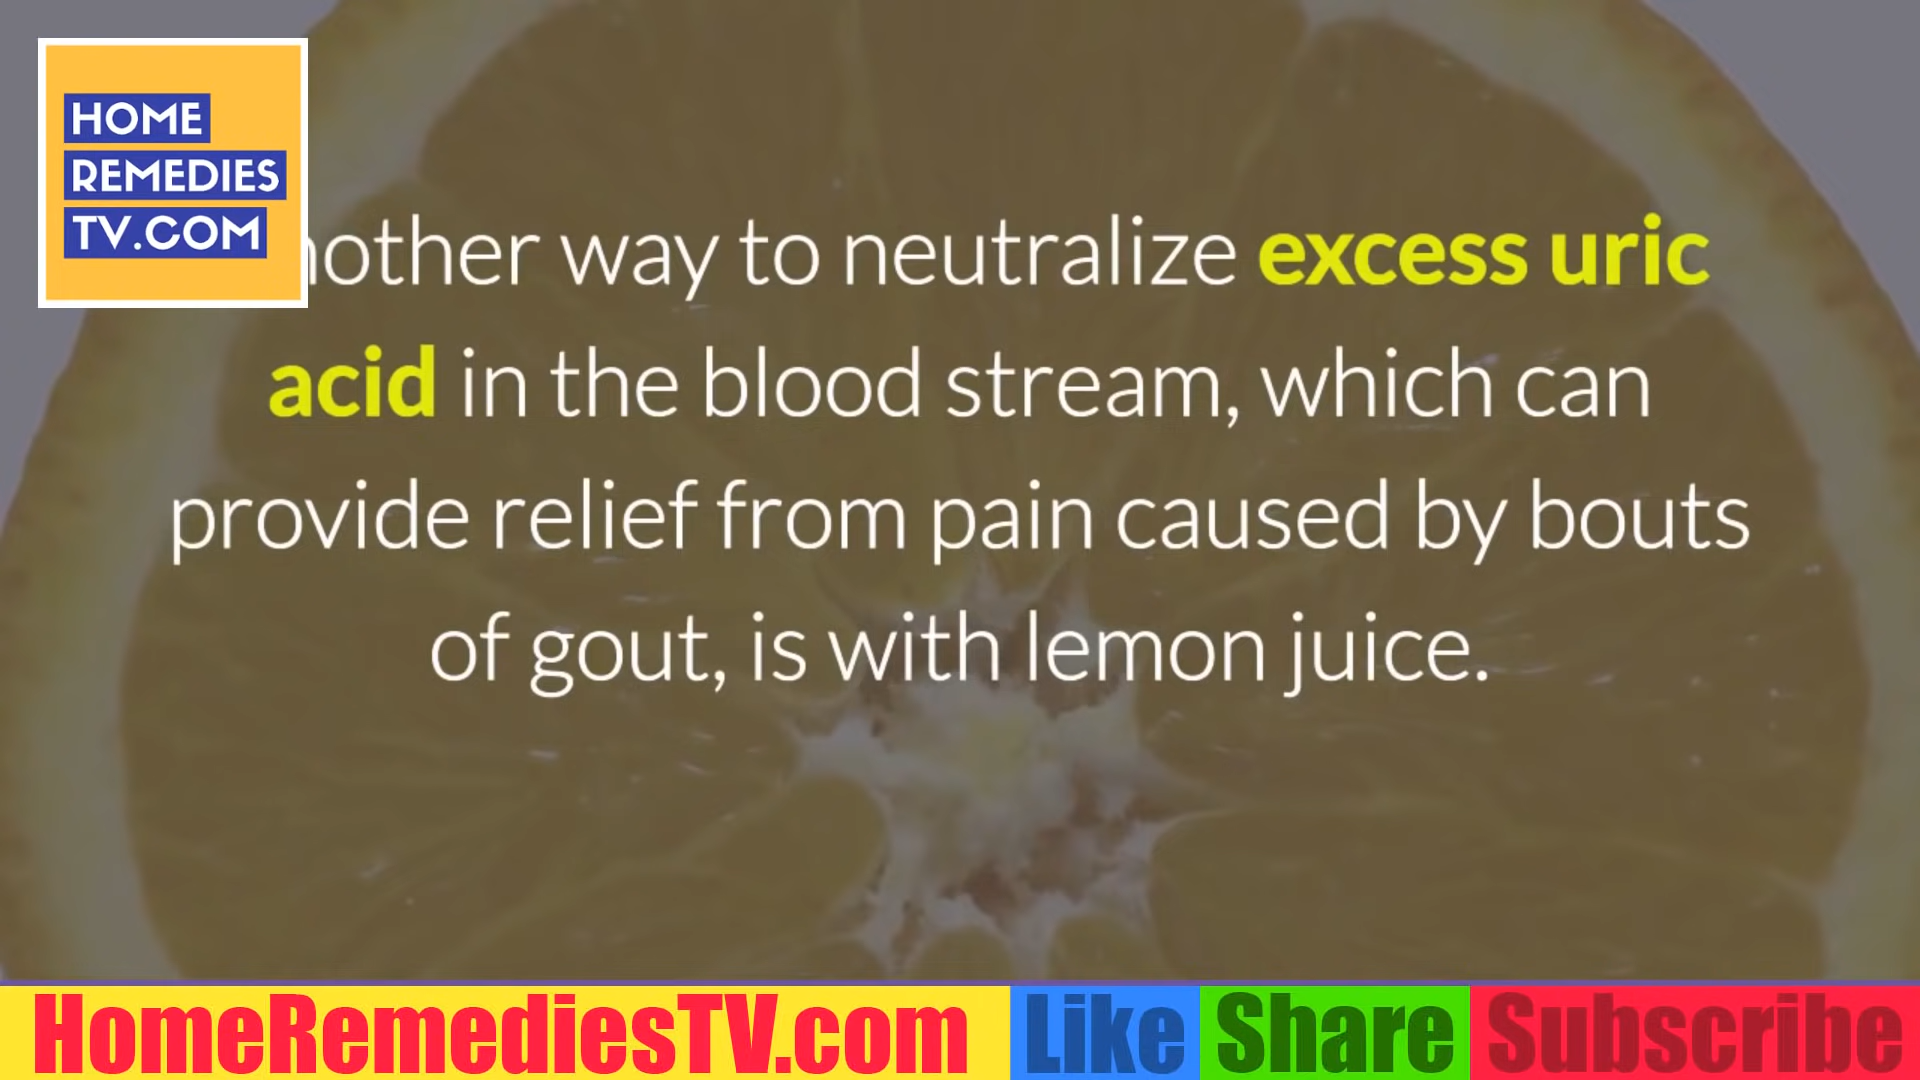 HOME
REMEDIES
TV.COM
nother way to neutralize excess uric
acid in the blood stream, which can
provide relief from pain caused by bouts
of gout, is with lemon juice.
HomeRemediesTV.com Like Share Subscribe